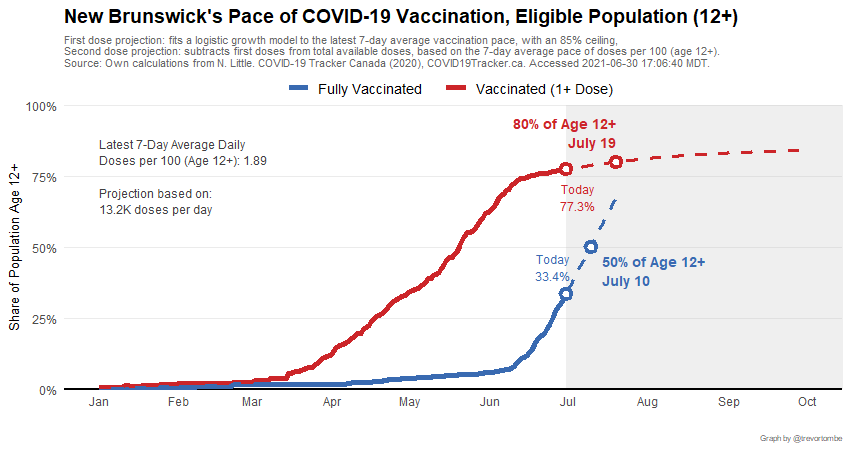 New Brunswick's Pace of COVID-19 Vaccination, Eligible Population (12+)
First dose projection: fits a logistic growth model to the latest 7-day average vaccination pace, with an 85% ceiling,
Second dose projection: subtracts first doses from total available doses, based on the 7-day average pace of doses per 100 (age 12+).
Source: Own calculations from N. Little. COVID-19 Tracker Canada (2020), COVID19Tracker.ca. Accessed 2021-06-30 17:06:40 MDT.
Fully Vaccinated
Vaccinated (1+ Dose)
100%
75%
50%
25%
0%
Share of Population Age 12+
Latest 7-Day Average Daily
Doses per 100 (Age 12+): 1.89
Projection based on:
13.2K doses per day
80% of Age 12+
July 19
Today
77.3%
Today
33.4%
50% of Age 12+
July 10
Jan
Feb
Mar
Apr
May
Jun
Jul
Aug
Sep
Oct
Graph by @trevortombe